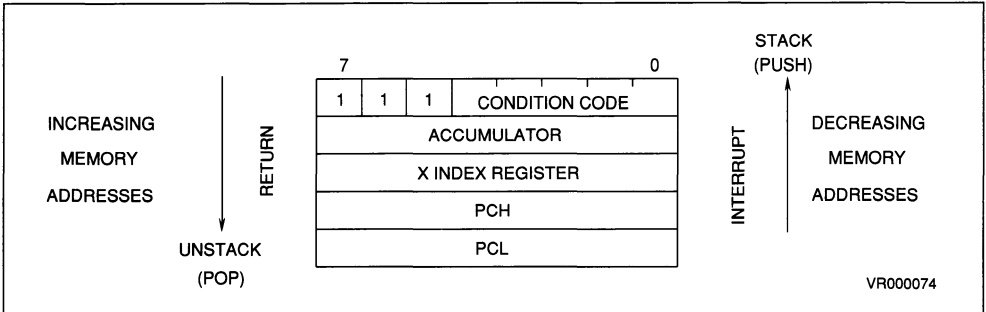 STACK
(PUSH)
7 0
1 1 1 CONDITION CODE
ACCUMULATOR
X INDEX REGISTER
PCH
PCL
INCREASING
MEMORY
ADDRESSES
RETURN
UNSTACK
(POP)
INTERRUPT
DECREASING
MEMORY
ADDRESSES
VR000074